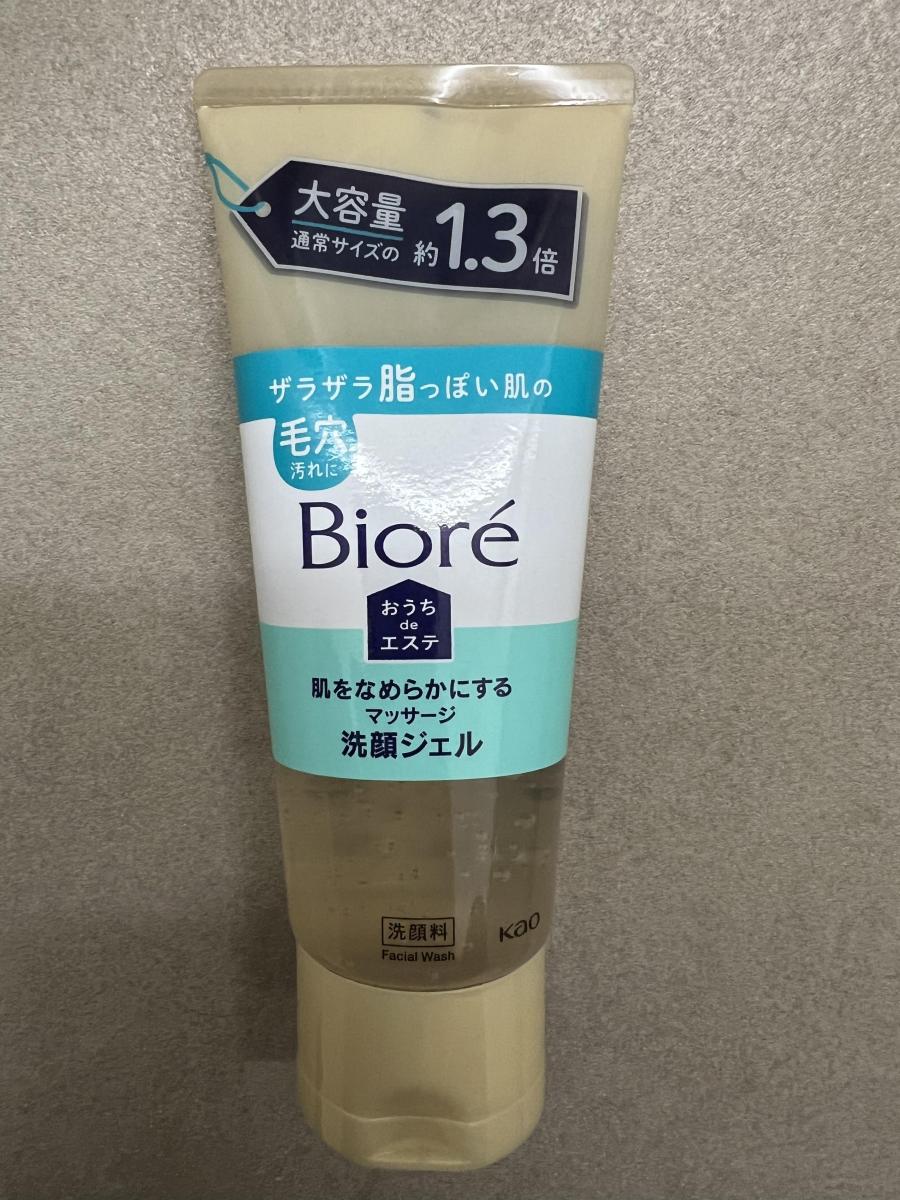 大容量
通常サイズの 約1.3倍
ザラザラ脂っぽい肌の
毛穴
汚れに
Bioré
おうち
de
エステ
肌をなめらかにする
マッサージ
洗顔ジェル
洗顔料
Facial Wash
Kao